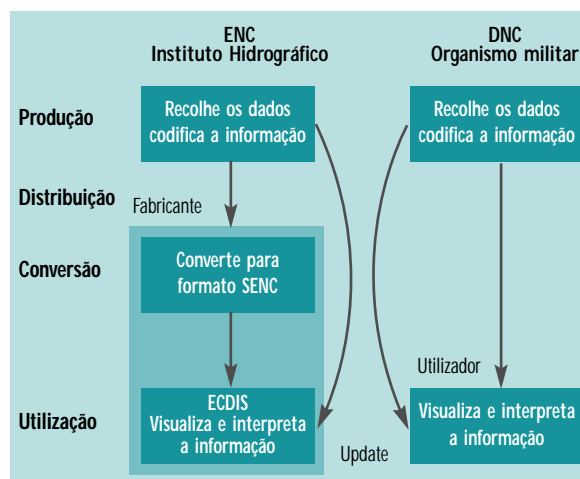 ENC
Instituto Hidrográfico
DNC
Organismo militar
Produção
Recolhe os dados
codifica a informação
Recolhe os dados
codifica a informação
Distribuição
Fabricante
Conversão
Converte para
formato SENC
Utilizador
Utilização
ECDIS
Visualiza e interpreta
a informação
Visualiza e interpreta
a informação
Update